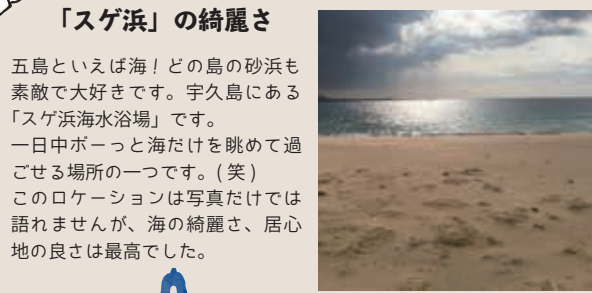 「スゲ浜」の綺麗さ
五島といえば海！どの島の砂浜も
素敵で大好きです。宇久島にある
「スゲ浜海水浴場」です。
一日中ボーっと海だけを眺めて過
ごせる場所の一つです。(笑)
このロケーションは写真だけでは
語れませんが、海の綺麗さ、居心
地の良さは最高でした。